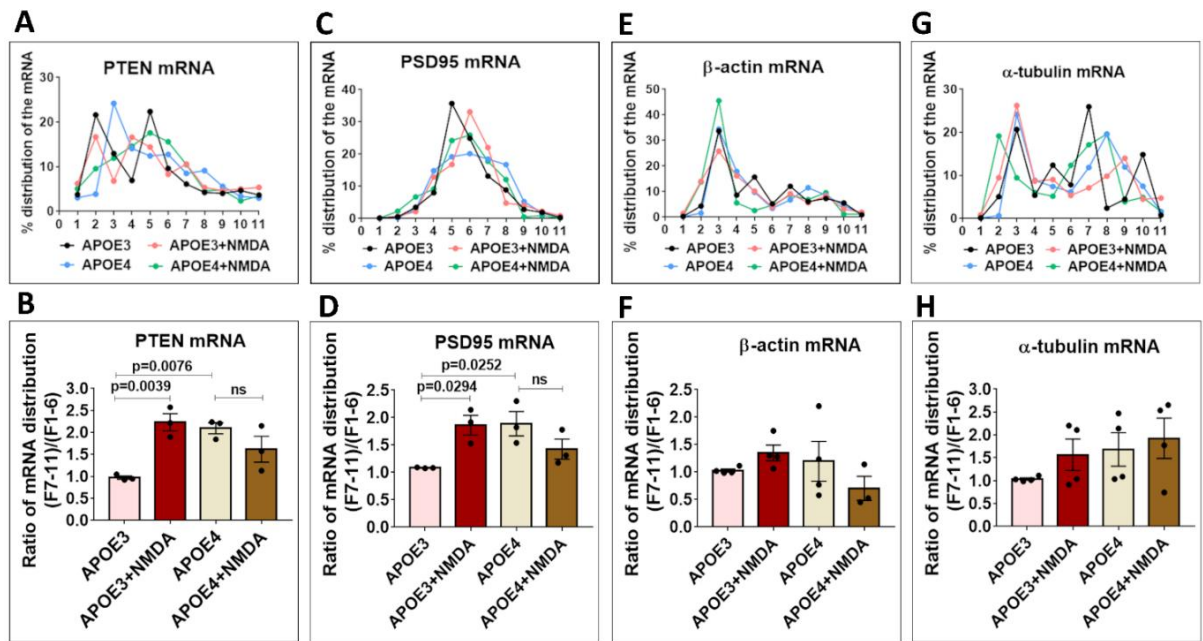 A
PTEN mRNA
% distribution of the mRNA
30
20
10
0
1 2 3 4 5 6 7 8 9 10 11
APOE3 APOE3+NMDA
APOE4 APOE4+NMDA
C
PSD95 mRNA
% distribution of the mRNA
40
30
20
10
0
1 2 3 4 5 6 7 8 9 10 11
APOE3 APOE3+NMDA
APOE4 APOE4+NMDA
E
β-actin mRNA
% distribution of the mRNA
50
40
30
20
10
0
1 2 3 4 5 6 7 8 9 10 11
APOE3 APOE3+NMDA
APOE4 APOE4+NMDA
G
α-tubulin mRNA
% distribution of the mRNA
30
20
10
0
1 2 3 4 5 6 7 8 9 10 11
APOE3 APOE3+NMDA
APOE4 APOE4+NMDA
B
PTEN mRNA
Ratio of mRNA distribution
(F7-11)/(F1-6)
p=0.0076
p=0.0039
ns
3.0
2.5
2.0
1.5
1.0
0.5
0.0
APOE3
APOE3+NMDA
APOE4
APOE4+NMDA
D
PSD95 mRNA
Ratio of mRNA distribution
(F7-11)/(F1-6)
p=0.0252
p=0.0294
ns
2.5
2.0
1.5
1.0
0.5
0.0
APOE3
APOE3+NMDA
APOE4
APOE4+NMDA
F
β-actin mRNA
Ratio of mRNA distribution
(F7-11)/(F1-6)
2.5
2.0
1.5
1.0
0.5
0.0
APOE3
APOE3+NMDA
APOE4
APOE4+NMDA
H
α-tubulin mRNA
Ratio of mRNA distribution
(F7-11)/(F1-6)
3.0
2.5
2.0
1.5
1.0
0.5
0.0
APOE3
APOE3+NMDA
APOE4
APOE4+NMDA